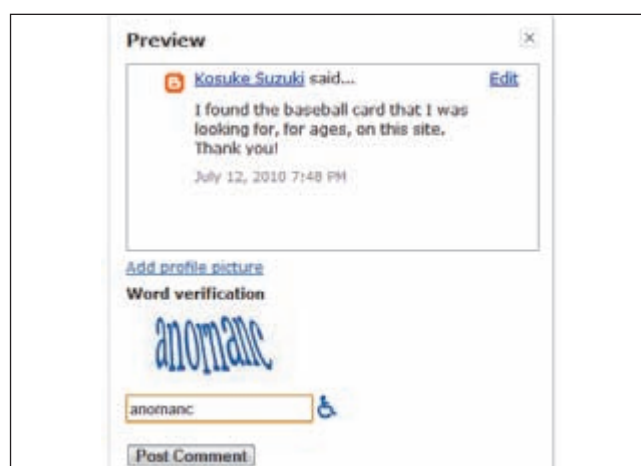 Preview
Kosuke Suzuki said... Edit
I found the baseball card that I was
looking for, for ages, on this site.
Thank you!
July 12, 2010 7:48 PM
Add profile picture
Word verification
anomanc
anomanc
Post Comment